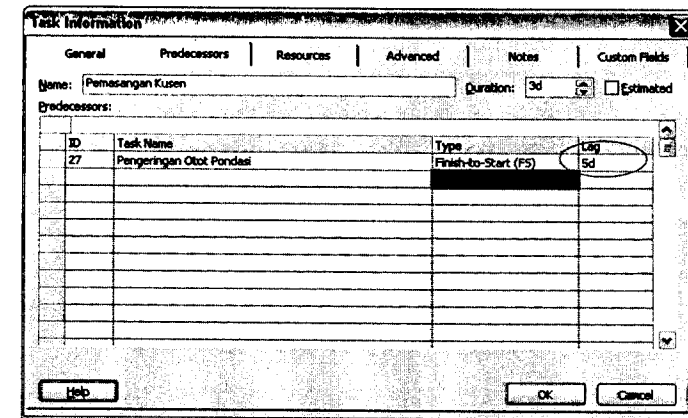 Task Information
General Predecessors Resources Advanced Notes Custom Fields
Name: Pemasangan Kusen Duration: 3d Estimated
Predecessors:
ID Task Name Type Lag
27 Pengeringan Otot Pondasi Finish-to-Start (FS) 5d
Help OK Cancel